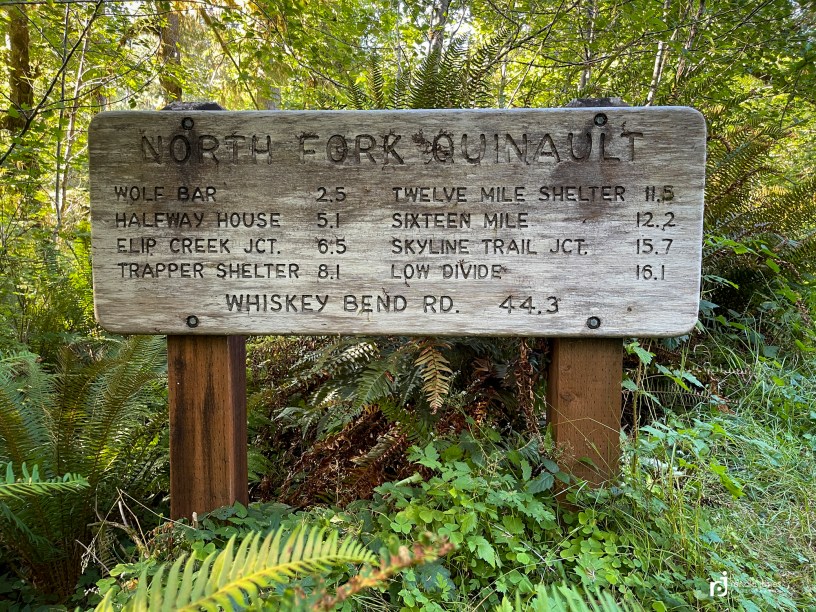 NORTH FORK QUINAULT
WOLF BAR 2.5 TWELVE MILE SHELTER 11.5
HALFWAY HOUSE 5.1 SIXTEEN MILE 12.2
ELIP CREEK JCT. 6.5 SKYLINE TRAIL JCT. 15.7
TRAPPER SHELTER 8.1 LOW DIVIDE 16.1
WHISKEY BEND RD. 44.3